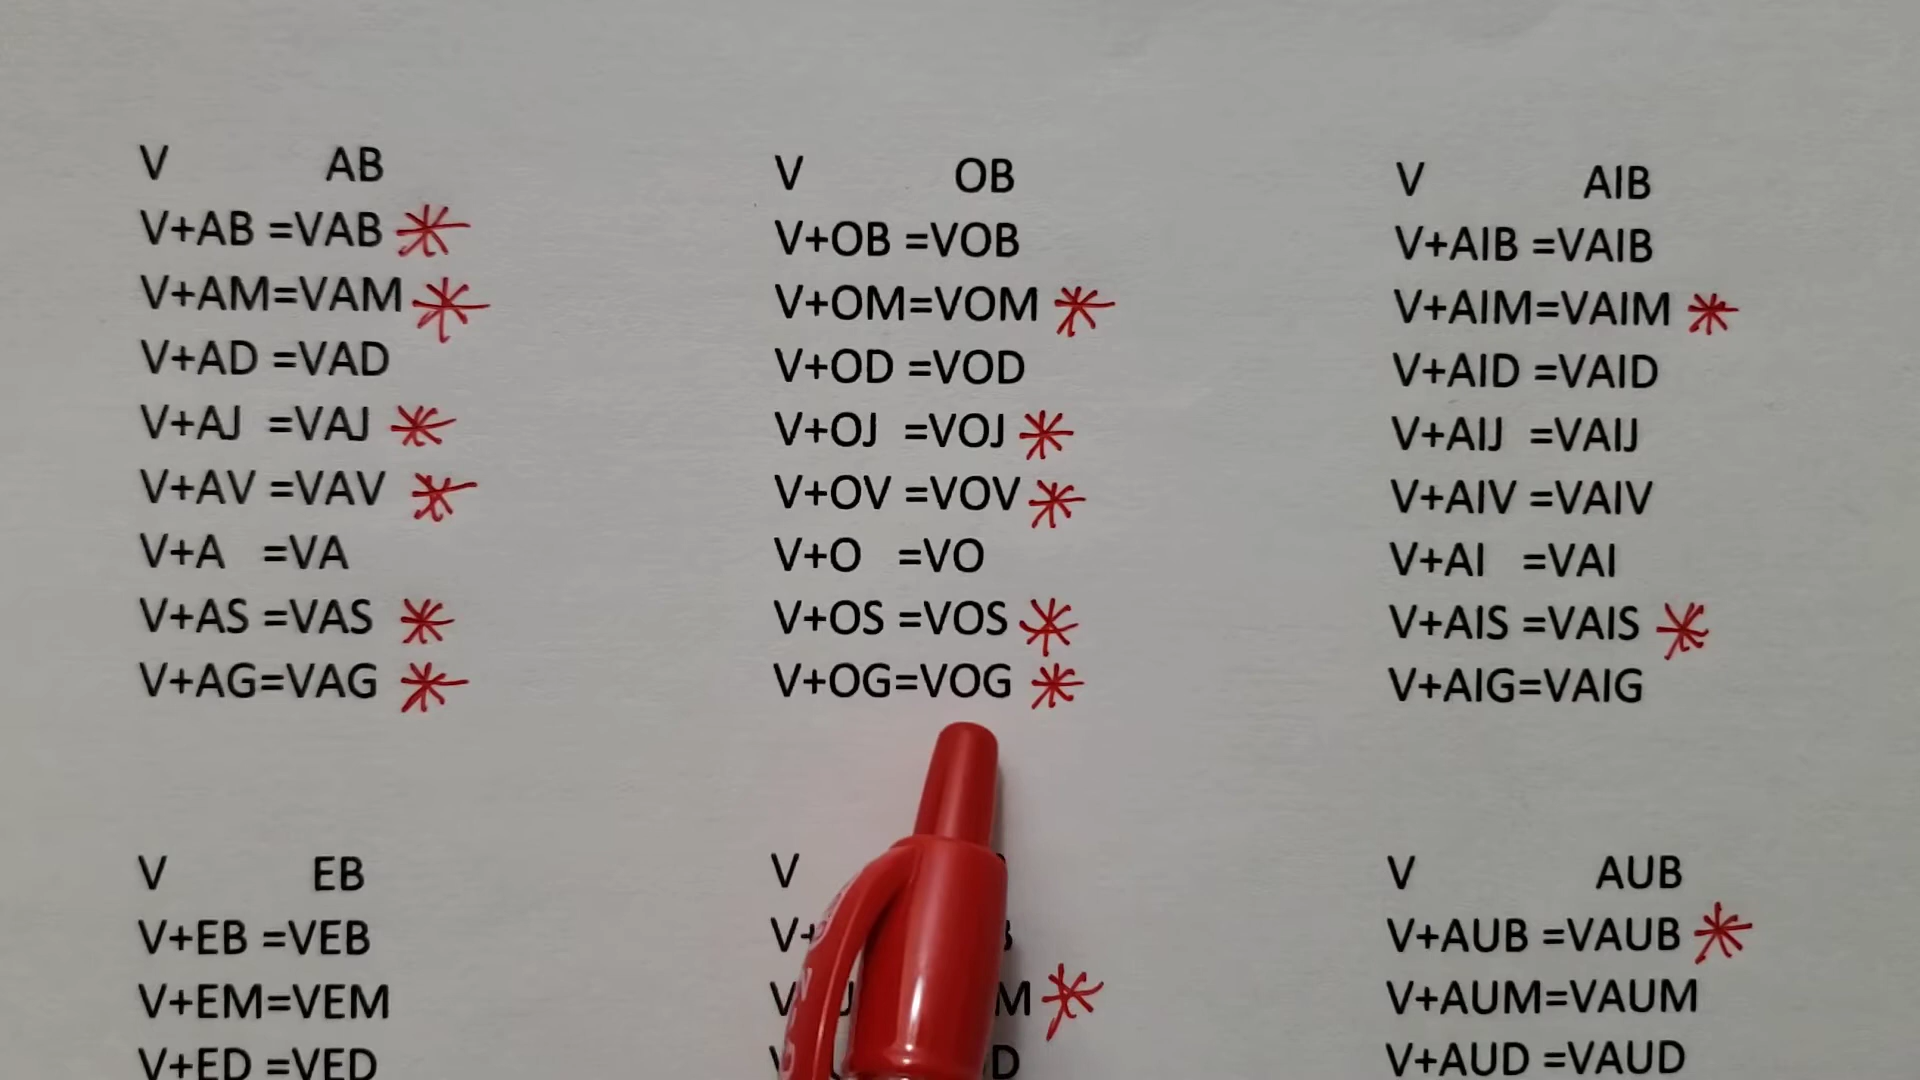 V AB
V+AB =VAB
V+AM=VAM
V+AD =VAD
V+AJ =VAJ
V+AV =VAV
V+A =VA
V+AS =VAS
V+AG=VAG
V OB
V+OB =VOB
V+OM=VOM
V+OD =VOD
V+OJ =VOJ
V+OV =VOV
V+O =VO
V+OS =VOS
V+OG=VOG
V AIB
V+AIB =VAIB
V+AIM=VAIM
V+AID =VAID
V+AIJ =VAIJ
V+AIV =VAIV
V+AI =VAI
V+AIS =VAIS
V+AIG=VAIG
V EB
V+EB =VEB
V+EM=VEM
V+ED =VED
V
V AUB
V+AUB =VAUB
V+AUM=VAUM
V+AUD =VAUD